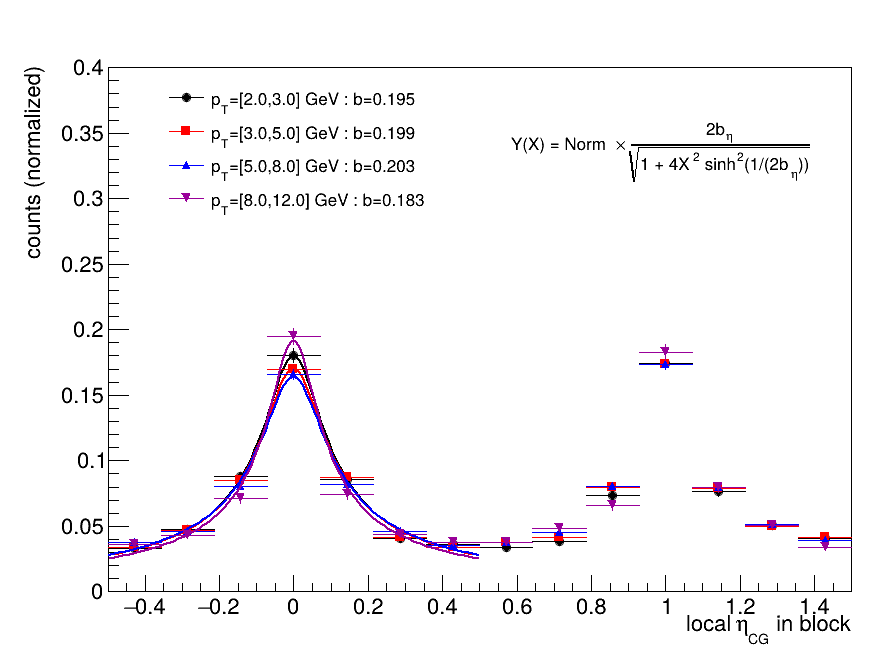 0.4
0.35
0.3
0.25
0.2
0.15
0.1
0.05
0
counts (normalized)
p_T=[2.0,3.0] GeV : b=0.195
p_T=[3.0,5.0] GeV : b=0.199
p_T=[5.0,8.0] GeV : b=0.203
p_T=[8.0,12.0] GeV : b=0.183
Y(X) = Norm × 2b_η / √(1 + 4X² sinh²(1/(2b_η)))
−0.4 −0.2 0 0.2 0.4 0.6 0.8 1 1.2 1.4
local η_CG in block